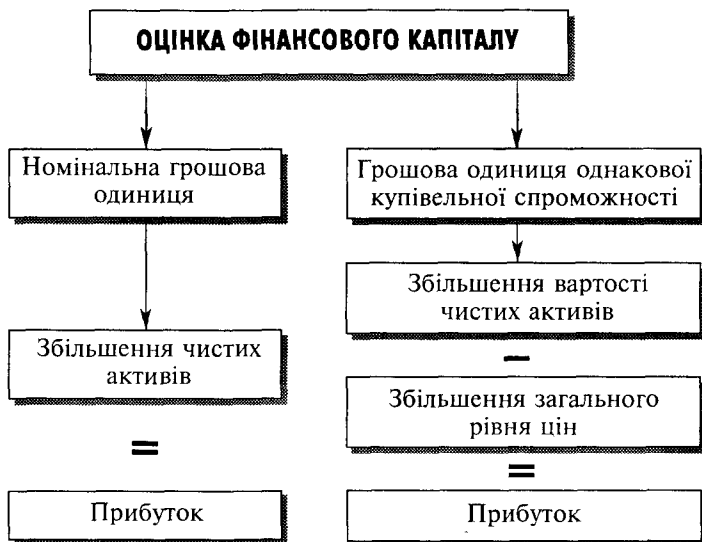 ОЦІНКА ФІНАНСОВОГО КАПІТАЛУ
Номінальна грошова
одиниця
Збільшення чистих
активів
=
Прибуток
Грошова одиниця однакової
купівельної спроможності
Збільшення вартості
чистих активів
–
Збільшення загального
рівня цін
=
Прибуток